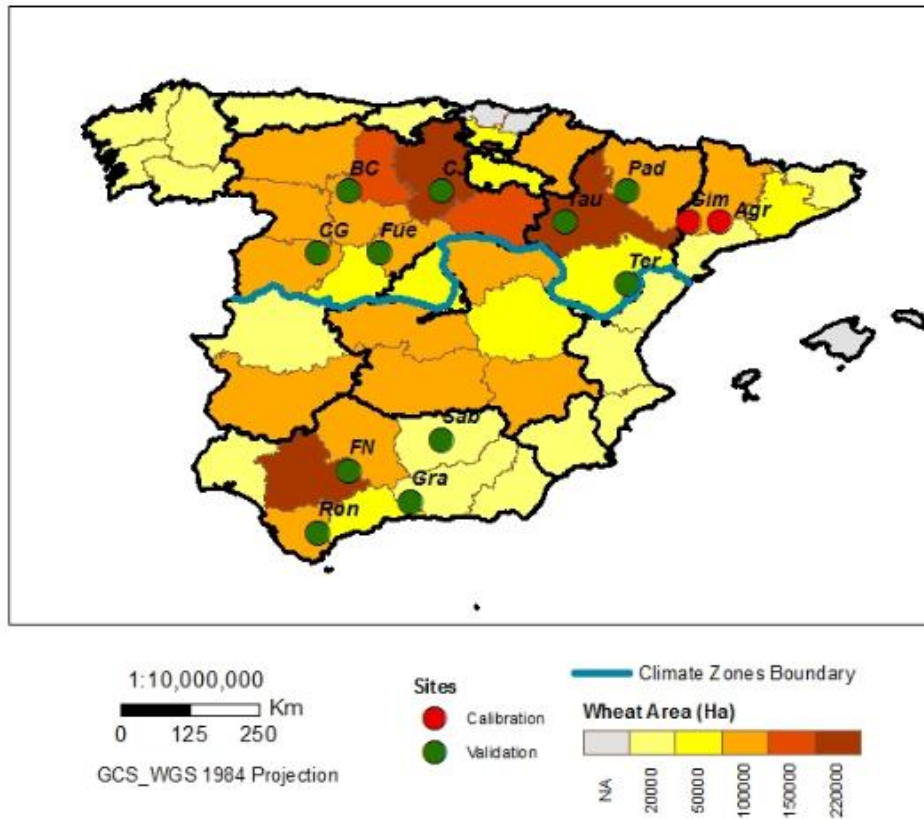 BC
CJ
Pad
Tau
Gim
Agr
CG
Fue
Ter
Sab
FN
Gra
Ron
1:10,000,000
Km
0 125 250
GCS_WGS 1984 Projection
Sites
Calibration
Validation
Climate Zones Boundary
Wheat Area (Ha)
NA
20000
50000
100000
150000
220000